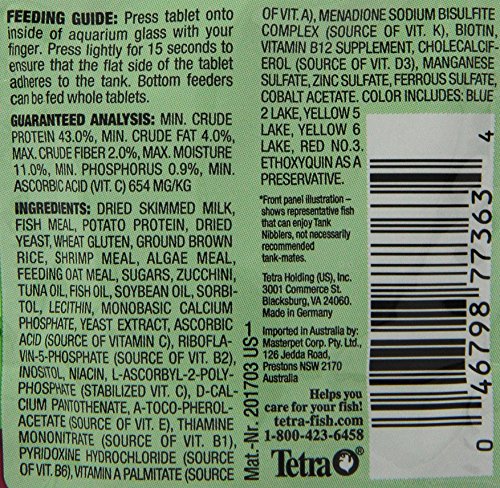 FEEDING GUIDE: Press tablet onto
inside of aquarium glass with your
finger. Press lightly for 15 seconds to
ensure that the flat side of the tablet
adheres to the tank. Bottom feeders
can be fed whole tablets.
GUARANTEED ANALYSIS: MIN. CRUDE
PROTEIN 43.0%, MIN. CRUDE FAT 4.0%,
MAX. CRUDE FIBER 2.0%, MAX. MOISTURE
11.0%, MIN. PHOSPHORUS 0.9%, MIN.
ASCORBIC ACID (VIT. C) 654 MG/KG
INGREDIENTS: DRIED SKIMMED MILK,
FISH MEAL, POTATO PROTEIN, DRIED
YEAST, WHEAT GLUTEN, GROUND BROWN
RICE, SHRIMP MEAL, ALGAE MEAL,
FEEDING OAT MEAL, SUGARS, ZUCCHINI,
TUNA OIL, FISH OIL, SOYBEAN OIL, SORBI-
TOL, LECITHIN, MONOBASIC CALCIUM
PHOSPHATE, YEAST EXTRACT, ASCORBIC
ACID (SOURCE OF VITAMIN C), RIBOFLA-
VIN-5-PHOSPHATE (SOURCE OF VIT. B2),
INOSITOL, NIACIN, L-ASCORBYL-2-POLY-
PHOSPHATE (STABILIZED VIT. C), D-CAL-
CIUM PANTOTHENATE, A-TOCO-PHEROL-
ACETATE (SOURCE OF VIT. E), THIAMINE
MONONITRATE (SOURCE OF VIT. B1),
PYRIDOXINE HYDROCHLORIDE (SOURCE
OF VIT. B6), VITAMIN A PALMITATE (SOURCE
OF VIT. A), MENADIONE SODIUM BISULFITE
COMPLEX (SOURCE OF VIT. K), BIOTIN,
VITAMIN B12 SUPPLEMENT, CHOLECALCIF-
EROL (SOURCE OF VIT. D3), MANGANESE
SULFATE, ZINC SULFATE, FERROUS SULFATE,
COBALT ACETATE. COLOR INCLUDES: BLUE
2 LAKE, YELLOW 5
LAKE, YELLOW 6
LAKE, RED NO.3.
ETHOXYQUIN AS A
PRESERVATIVE.
*Front panel illustration –
shows representative fish
that can enjoy Tank
Nibblers, not necessarily
recommended
tank-mates.
Tetra Holding (US), Inc.
3001 Commerce St.
Blacksburg, VA 24060.
Made in Germany
Imported in Australia by:
Masterpet Corp. Pty. Ltd.,
126 Jedda Road,
Prestons NSW 2170
Australia
Mat.-Nr. 201703 US1
Helps you
care for your fish!
tetra-fish.com
1-800-423-6458
Tetra
0 46798 77363 4